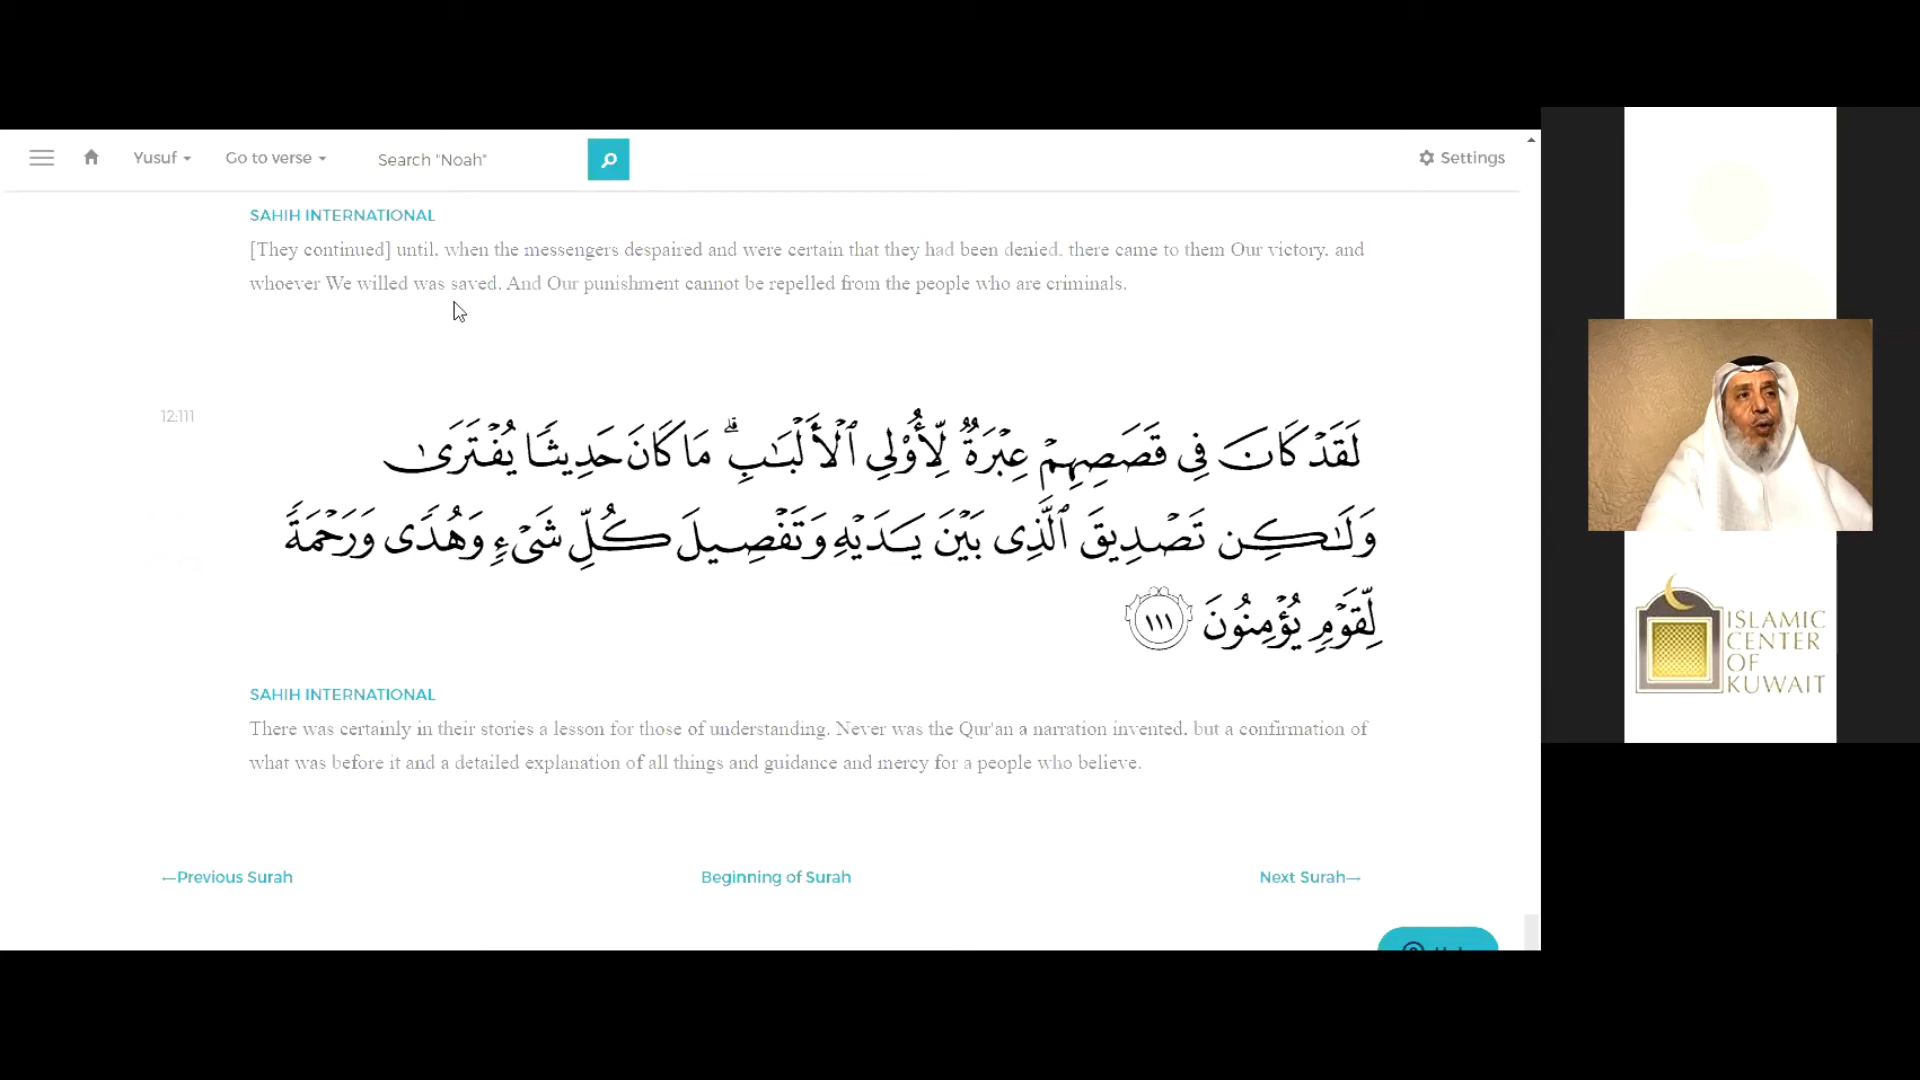 Yusuf
Go to verse
Search "Noah"
Settings
SAHIH INTERNATIONAL
[They continued] until, when the messengers despaired and were certain that they had been denied, there came to them Our victory, and
whoever We willed was saved. And Our punishment cannot be repelled from the people who are criminals.
12:111
لَقَدْ كَانَ فِى قَصَصِهِمْ عِبْرَةٌ لِّأُو۟لِى ٱلْأَلْبَـٰبِ ۗ مَا كَانَ حَدِيثًا يُفْتَرَىٰ
وَلَـٰكِن تَصْدِيقَ ٱلَّذِى بَيْنَ يَدَيْهِ وَتَفْصِيلَ كُلِّ شَىْءٍ وَهُدًى وَرَحْمَةً
لِّقَوْمٍ يُؤْمِنُونَ ١١١
SAHIH INTERNATIONAL
There was certainly in their stories a lesson for those of understanding. Never was the Qur'an a narration invented, but a confirmation of
what was before it and a detailed explanation of all things and guidance and mercy for a people who believe.
←Previous Surah
Beginning of Surah
Next Surah→
ISLAMIC
CENTER
OF
KUWAIT